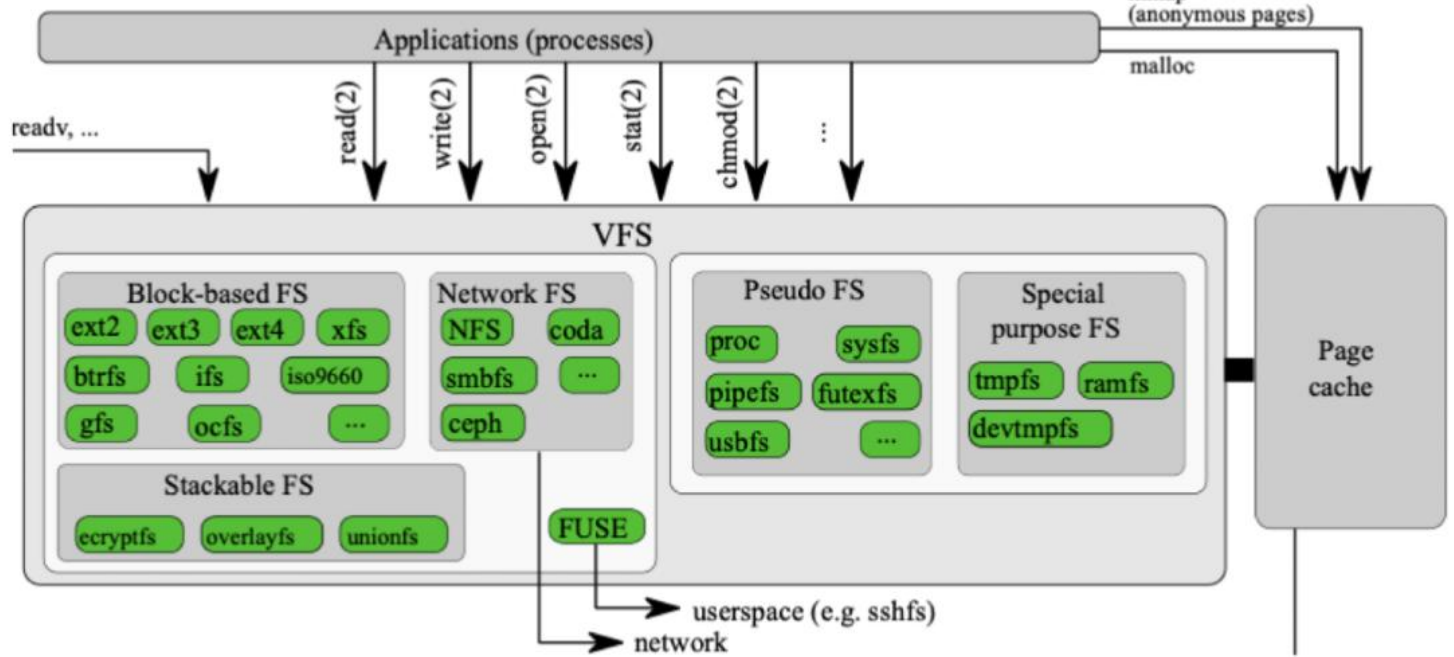 (anonymous pages)
Applications (processes)
malloc
readv, ...
read(2)
write(2)
open(2)
stat(2)
chmod(2)
...
VFS
Block-based FS
ext2 ext3 ext4 xfs
btrfs ifs iso9660
gfs ocfs ...
Network FS
NFS coda
smbfs ...
ceph
Stackable FS
ecryptfs overlayfs unionfs
FUSE
Pseudo FS
proc sysfs
pipefs futexfs
usbfs ...
Special
purpose FS
tmpfs ramfs
devtmpfs
Page
cache
userspace (e.g. sshfs)
network